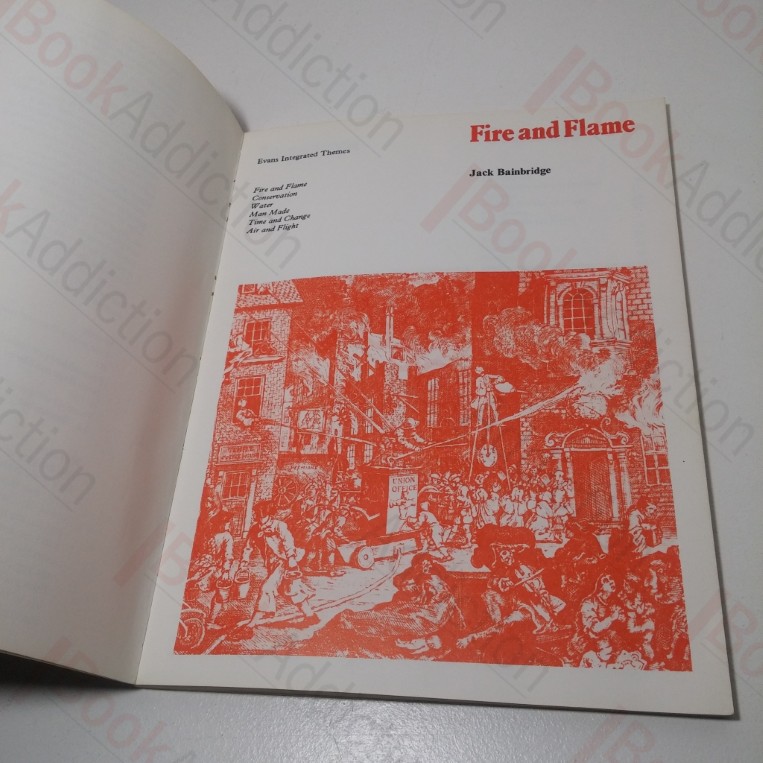 Evans Integrated Themes
Fire and Flame
Conservation
Water
Man Made
Time and Change
Air and Flight
Fire and Flame
Jack Bainbridge
UNION
OFFICE
BookAddiction